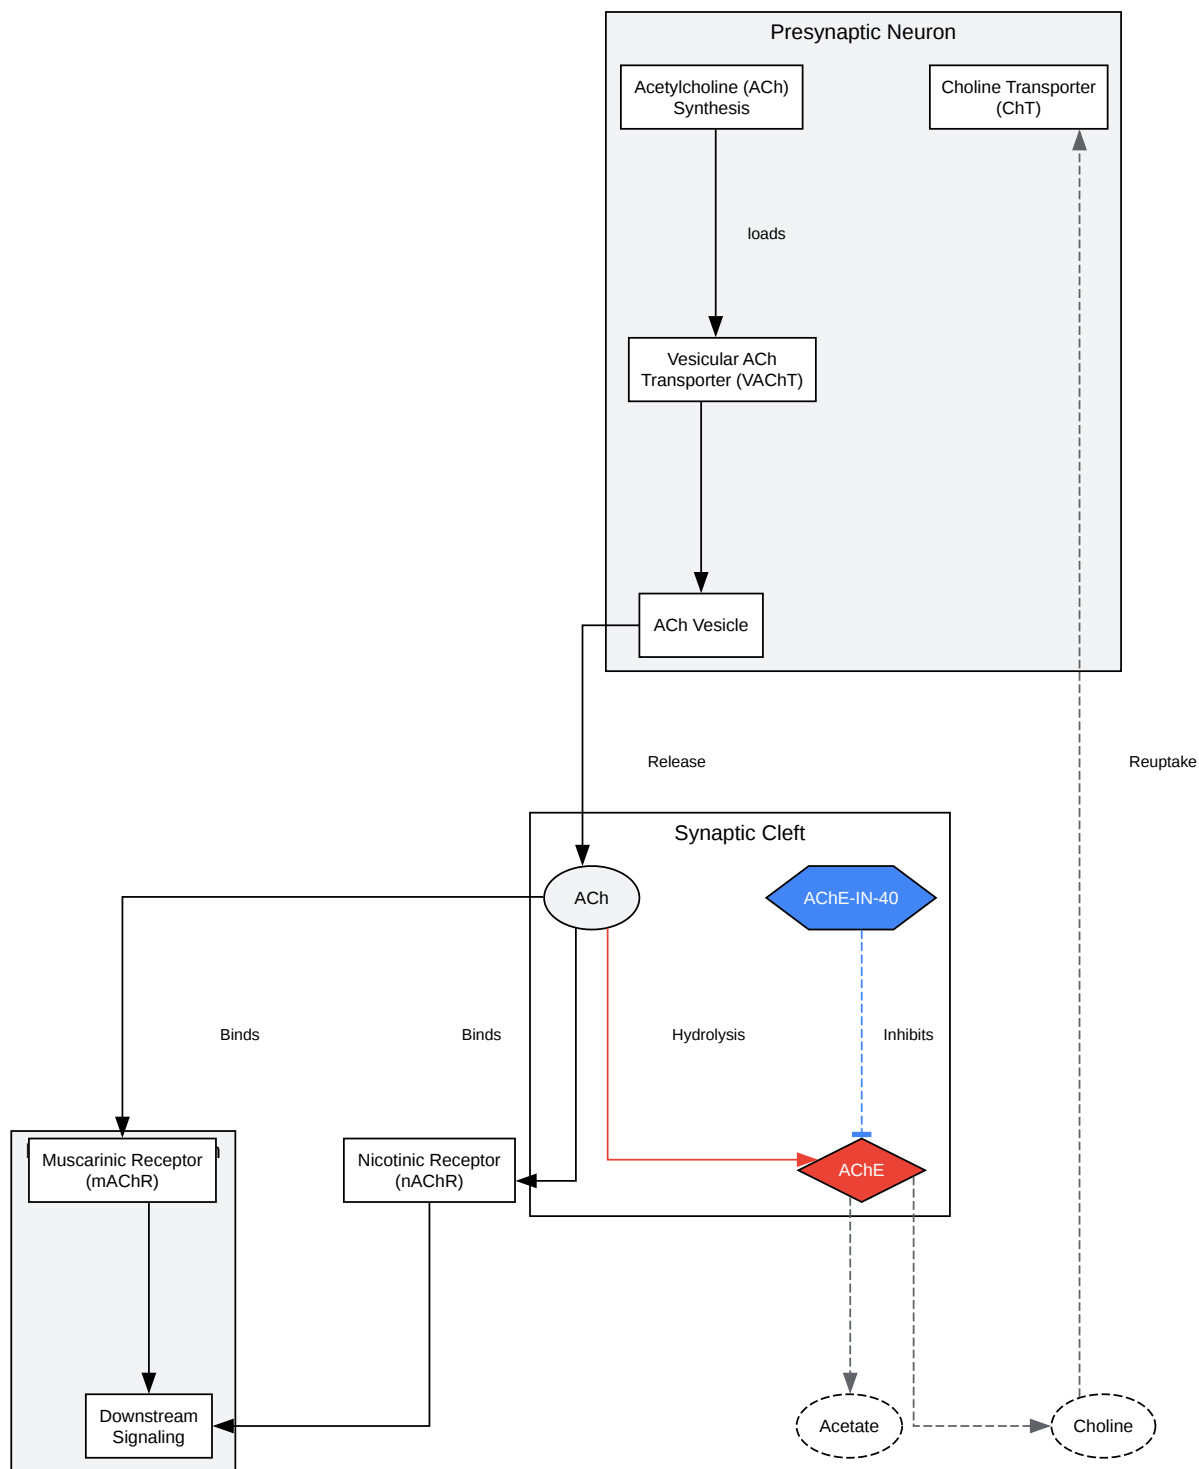 Presynaptic Neuron
Acetylcholine (ACh)
Synthesis
Choline Transporter
(ChT)
loads
Vesicular ACh
Transporter (VAChT)
ACh Vesicle
Release
Reuptake
Synaptic Cleft
ACh
AChE-IN-40
Binds
Binds
Hydrolysis
Inhibits
Muscarinic Receptor
(mAChR)
Nicotinic Receptor
(nAChR)
AChE
Downstream
Signaling
Acetate
Choline